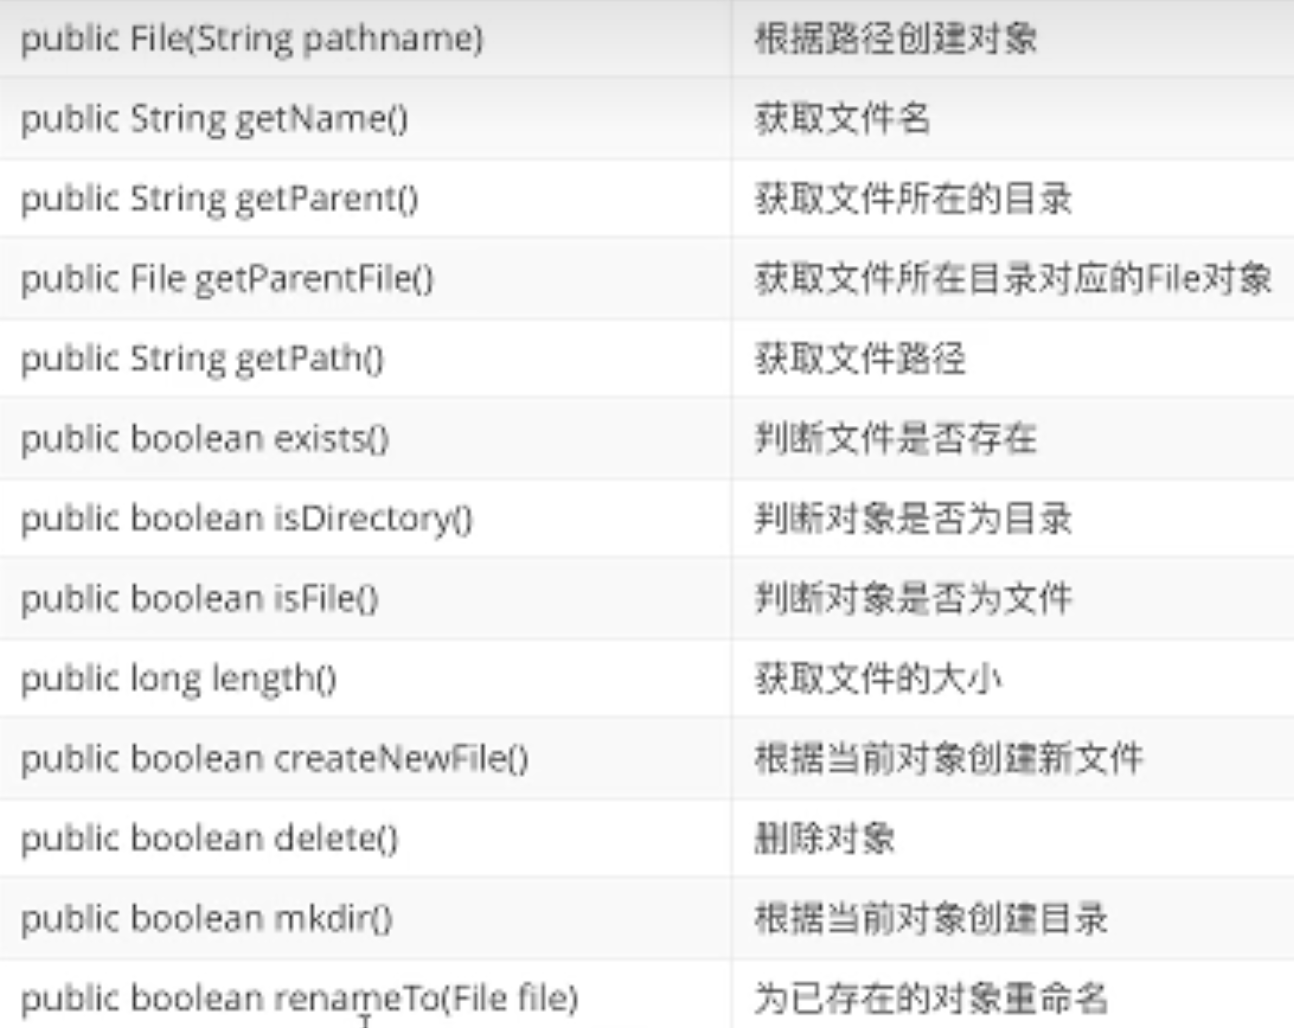 public File(String pathname) 根据路径创建对象
public String getName() 获取文件名
public String getParent() 获取文件所在的目录
public File getParentFile() 获取文件所在目录对应的File对象
public String getPath() 获取文件路径
public boolean exists() 判断文件是否存在
public boolean isDirectory() 判断对象是否为目录
public boolean isFile() 判断对象是否为文件
public long length() 获取文件的大小
public boolean createNewFile() 根据当前对象创建新文件
public boolean delete() 删除对象
public boolean mkdir() 根据当前对象创建目录
public boolean renameTo(File file) 为已存在的对象重命名